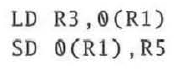 LD R3,0(R1)
SD 0(R1),R5